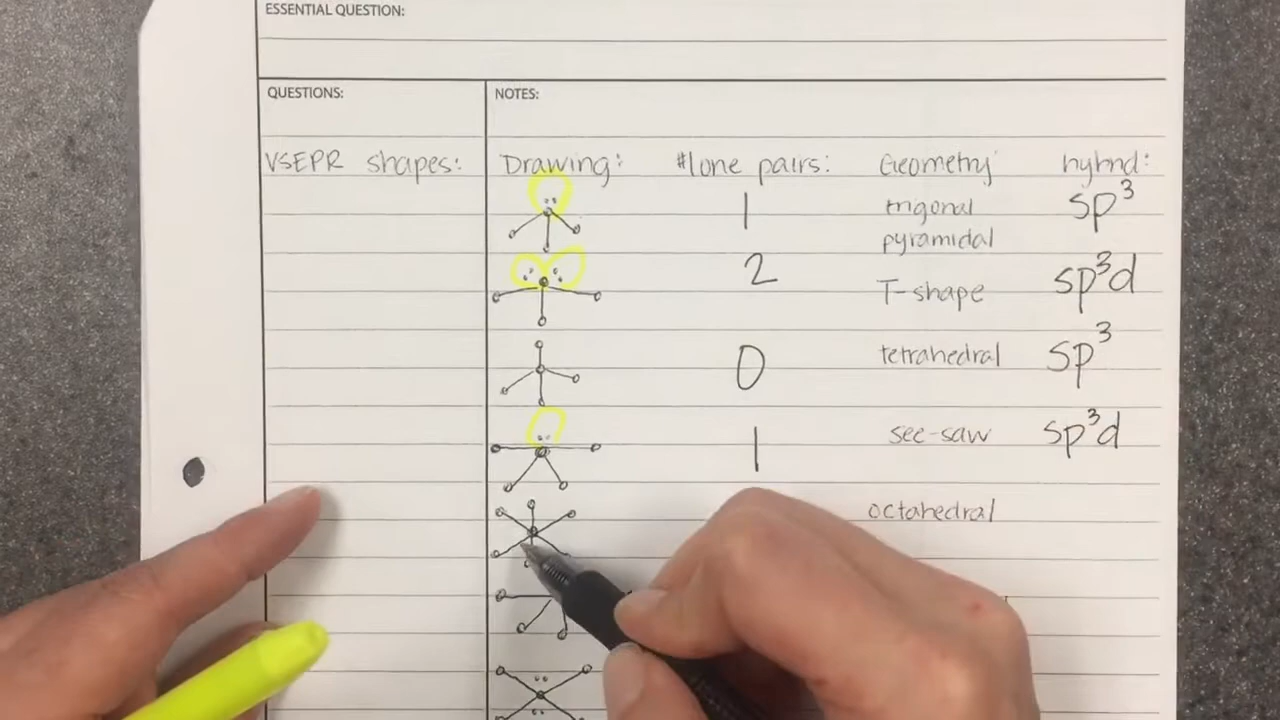 ESSENTIAL QUESTION:
QUESTIONS:
NOTES:
VSEPR shapes: Drawing: #lone pairs: Geometry hybrid:
1 trigonal pyramidal sp³
2 T-shape sp³d
0 tetrahedral sp³
1 see-saw sp³d
octahedral